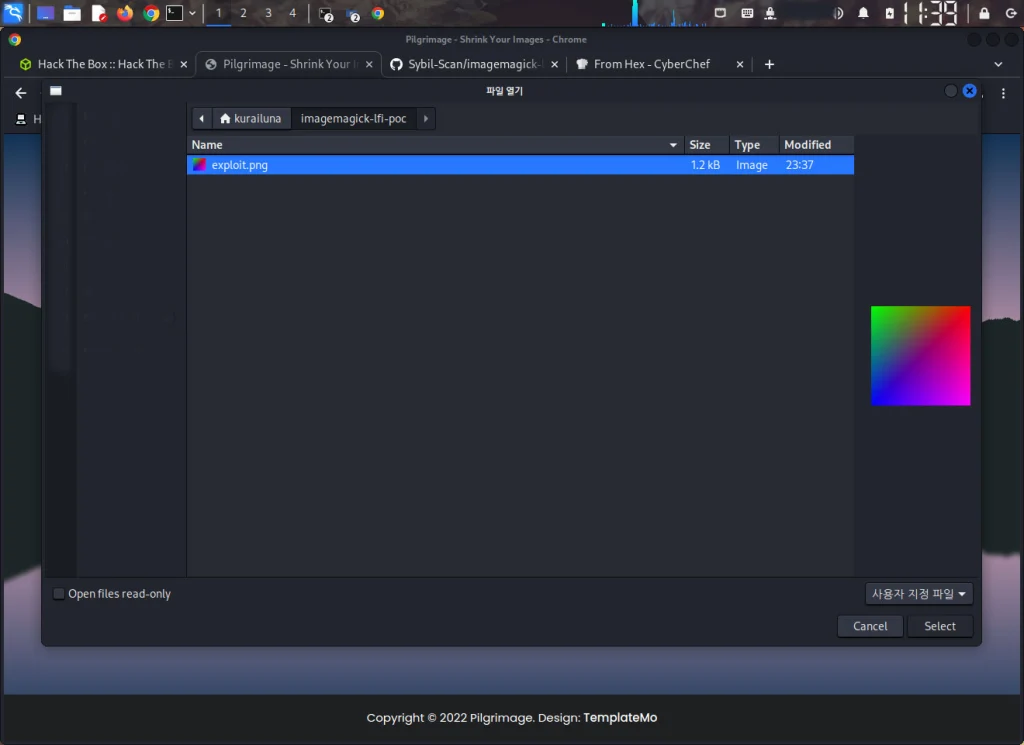 1 2 3 4 2 2 11:39
Pilgrimage - Shrink Your Images - Chrome
Hack The Box :: Hack The B Pilgrimage - Shrink Your I Sybil-Scan/imagemagick- From Hex - CyberChef
파일 열기
H
kurailuna imagemagick-lfi-poc
Name Size Type Modified
exploit.png 1.2 kB Image 23:37
Open files read-only 사용자 지정 파일
Cancel Select
Copyright © 2022 Pilgrimage. Design: TemplateMo